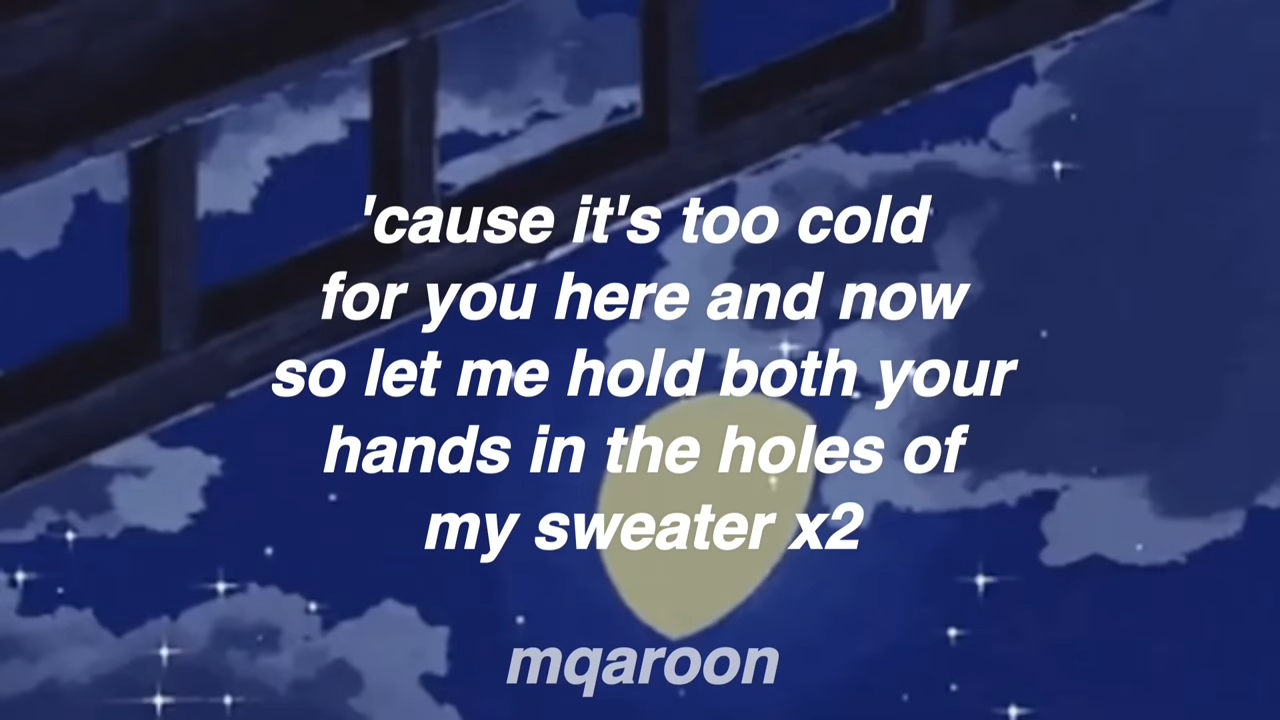 'cause it's too cold
for you here and now
so let me hold both your
hands in the holes of
my sweater x2
mqaroon